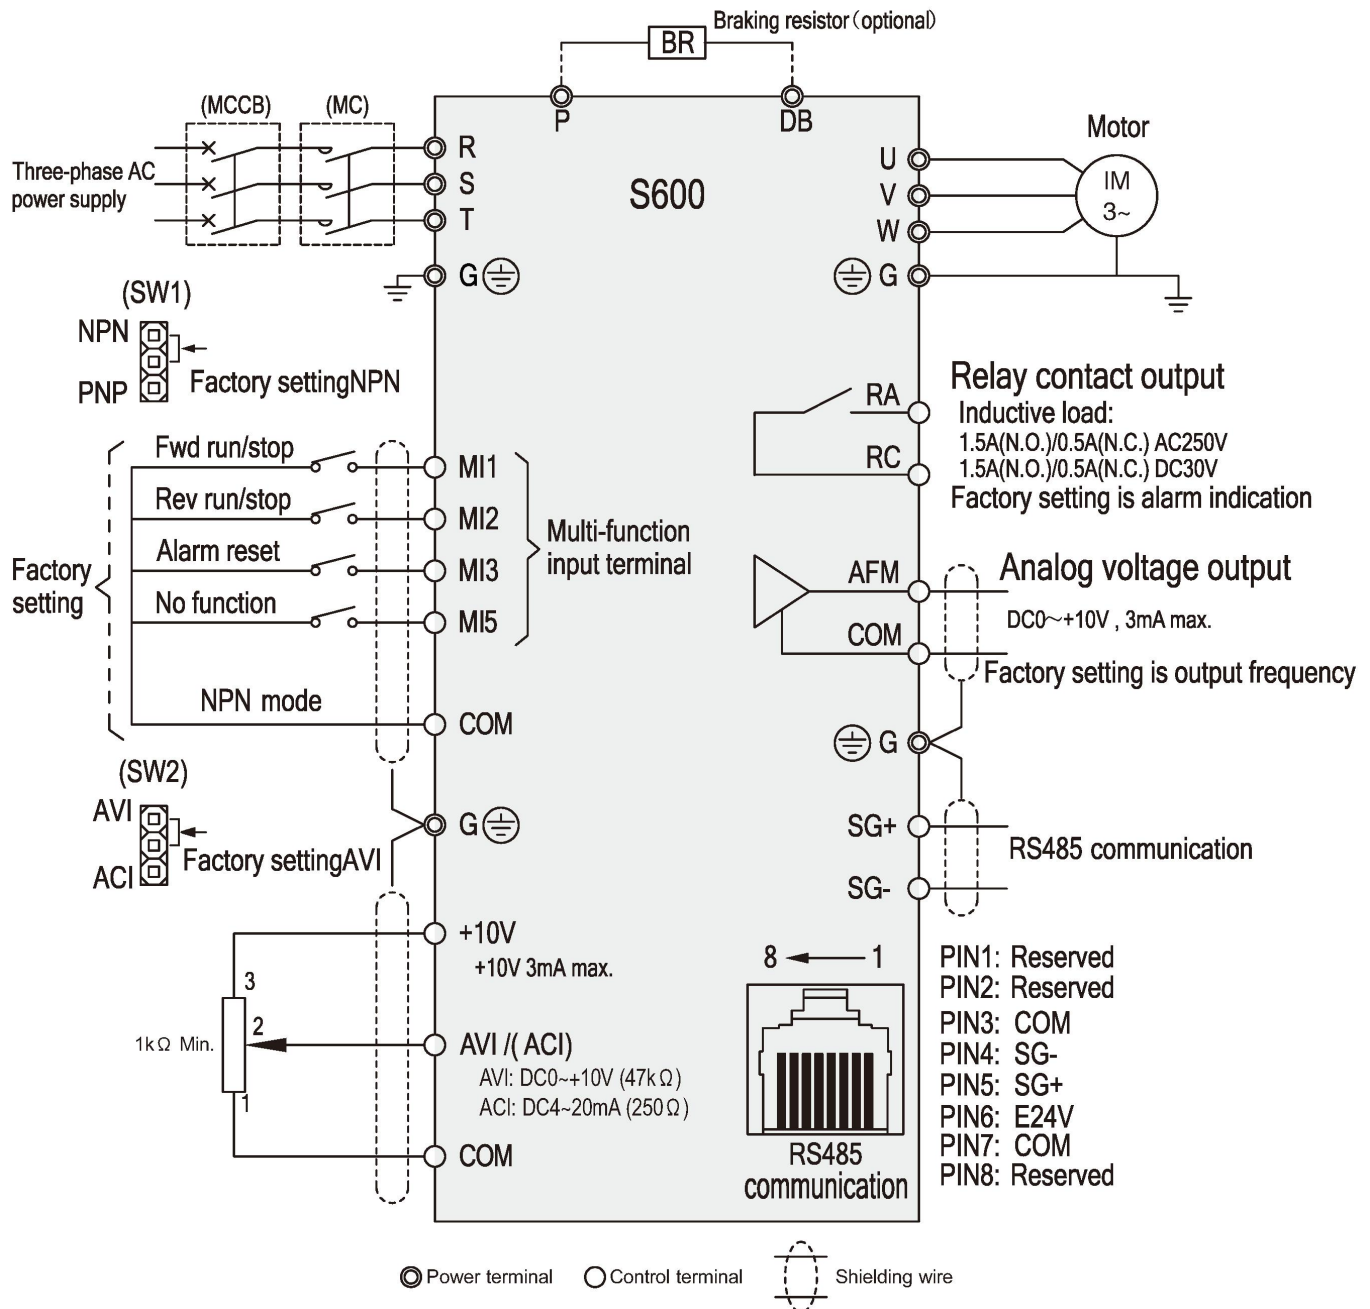 Braking resistor (optional)
BR
P
DB
(MCCB)
(MC)
Three-phase AC
power supply
R
S
T
G
S600
U
V
W
G
Motor
IM
3~
(SW1)
NPN
PNP
Factory settingNPN
RA
RC
Relay contact output
Inductive load:
1.5A(N.O.)/0.5A(N.C.) AC250V
1.5A(N.O.)/0.5A(N.C.) DC30V
Factory setting is alarm indication
Factory
setting
Fwd run/stop
Rev run/stop
Alarm reset
No function
NPN mode
MI1
MI2
MI3
MI5
COM
Multi-function
input terminal
AFM
COM
Analog voltage output
DC0~+10V , 3mA max.
Factory setting is output frequency
G
(SW2)
AVI
ACI
Factory settingAVI
G
SG+
SG-
RS485 communication
+10V
+10V 3mA max.
3
2
1
1kΩ Min.
AVI /( ACI)
AVI: DC0~+10V (47kΩ)
ACI: DC4~20mA (250Ω)
COM
8
1
RS485
communication
PIN1: Reserved
PIN2: Reserved
PIN3: COM
PIN4: SG-
PIN5: SG+
PIN6: E24V
PIN7: COM
PIN8: Reserved
Power terminal
Control terminal
Shielding wire